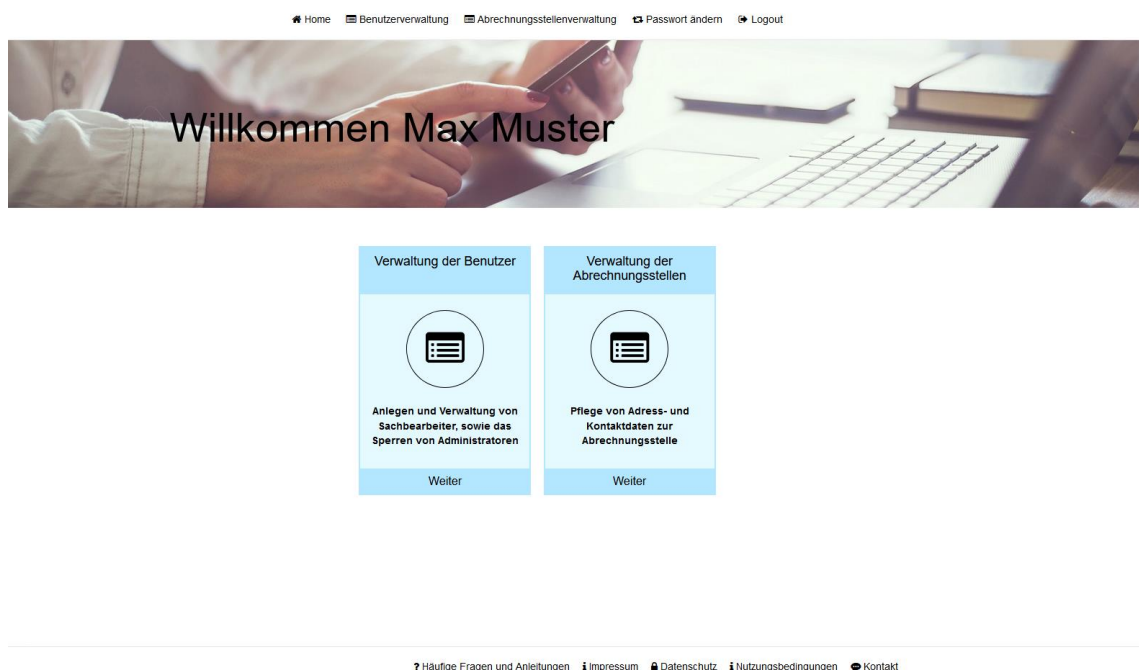 Home Benutzerverwaltung Abrechnungsstellenverwaltung Passwort ändern Logout
Willkommen Max Muster
Verwaltung der Benutzer
Anlegen und Verwaltung von
Sachbearbeiter, sowie das
Sperren von Administratoren
Weiter
Verwaltung der
Abrechnungsstellen
Pflege von Adress- und
Kontaktdaten zur
Abrechnungsstelle
Weiter
? Häufige Fragen und Anleitungen Impressum Datenschutz Nutzungsbedingungen Kontakt